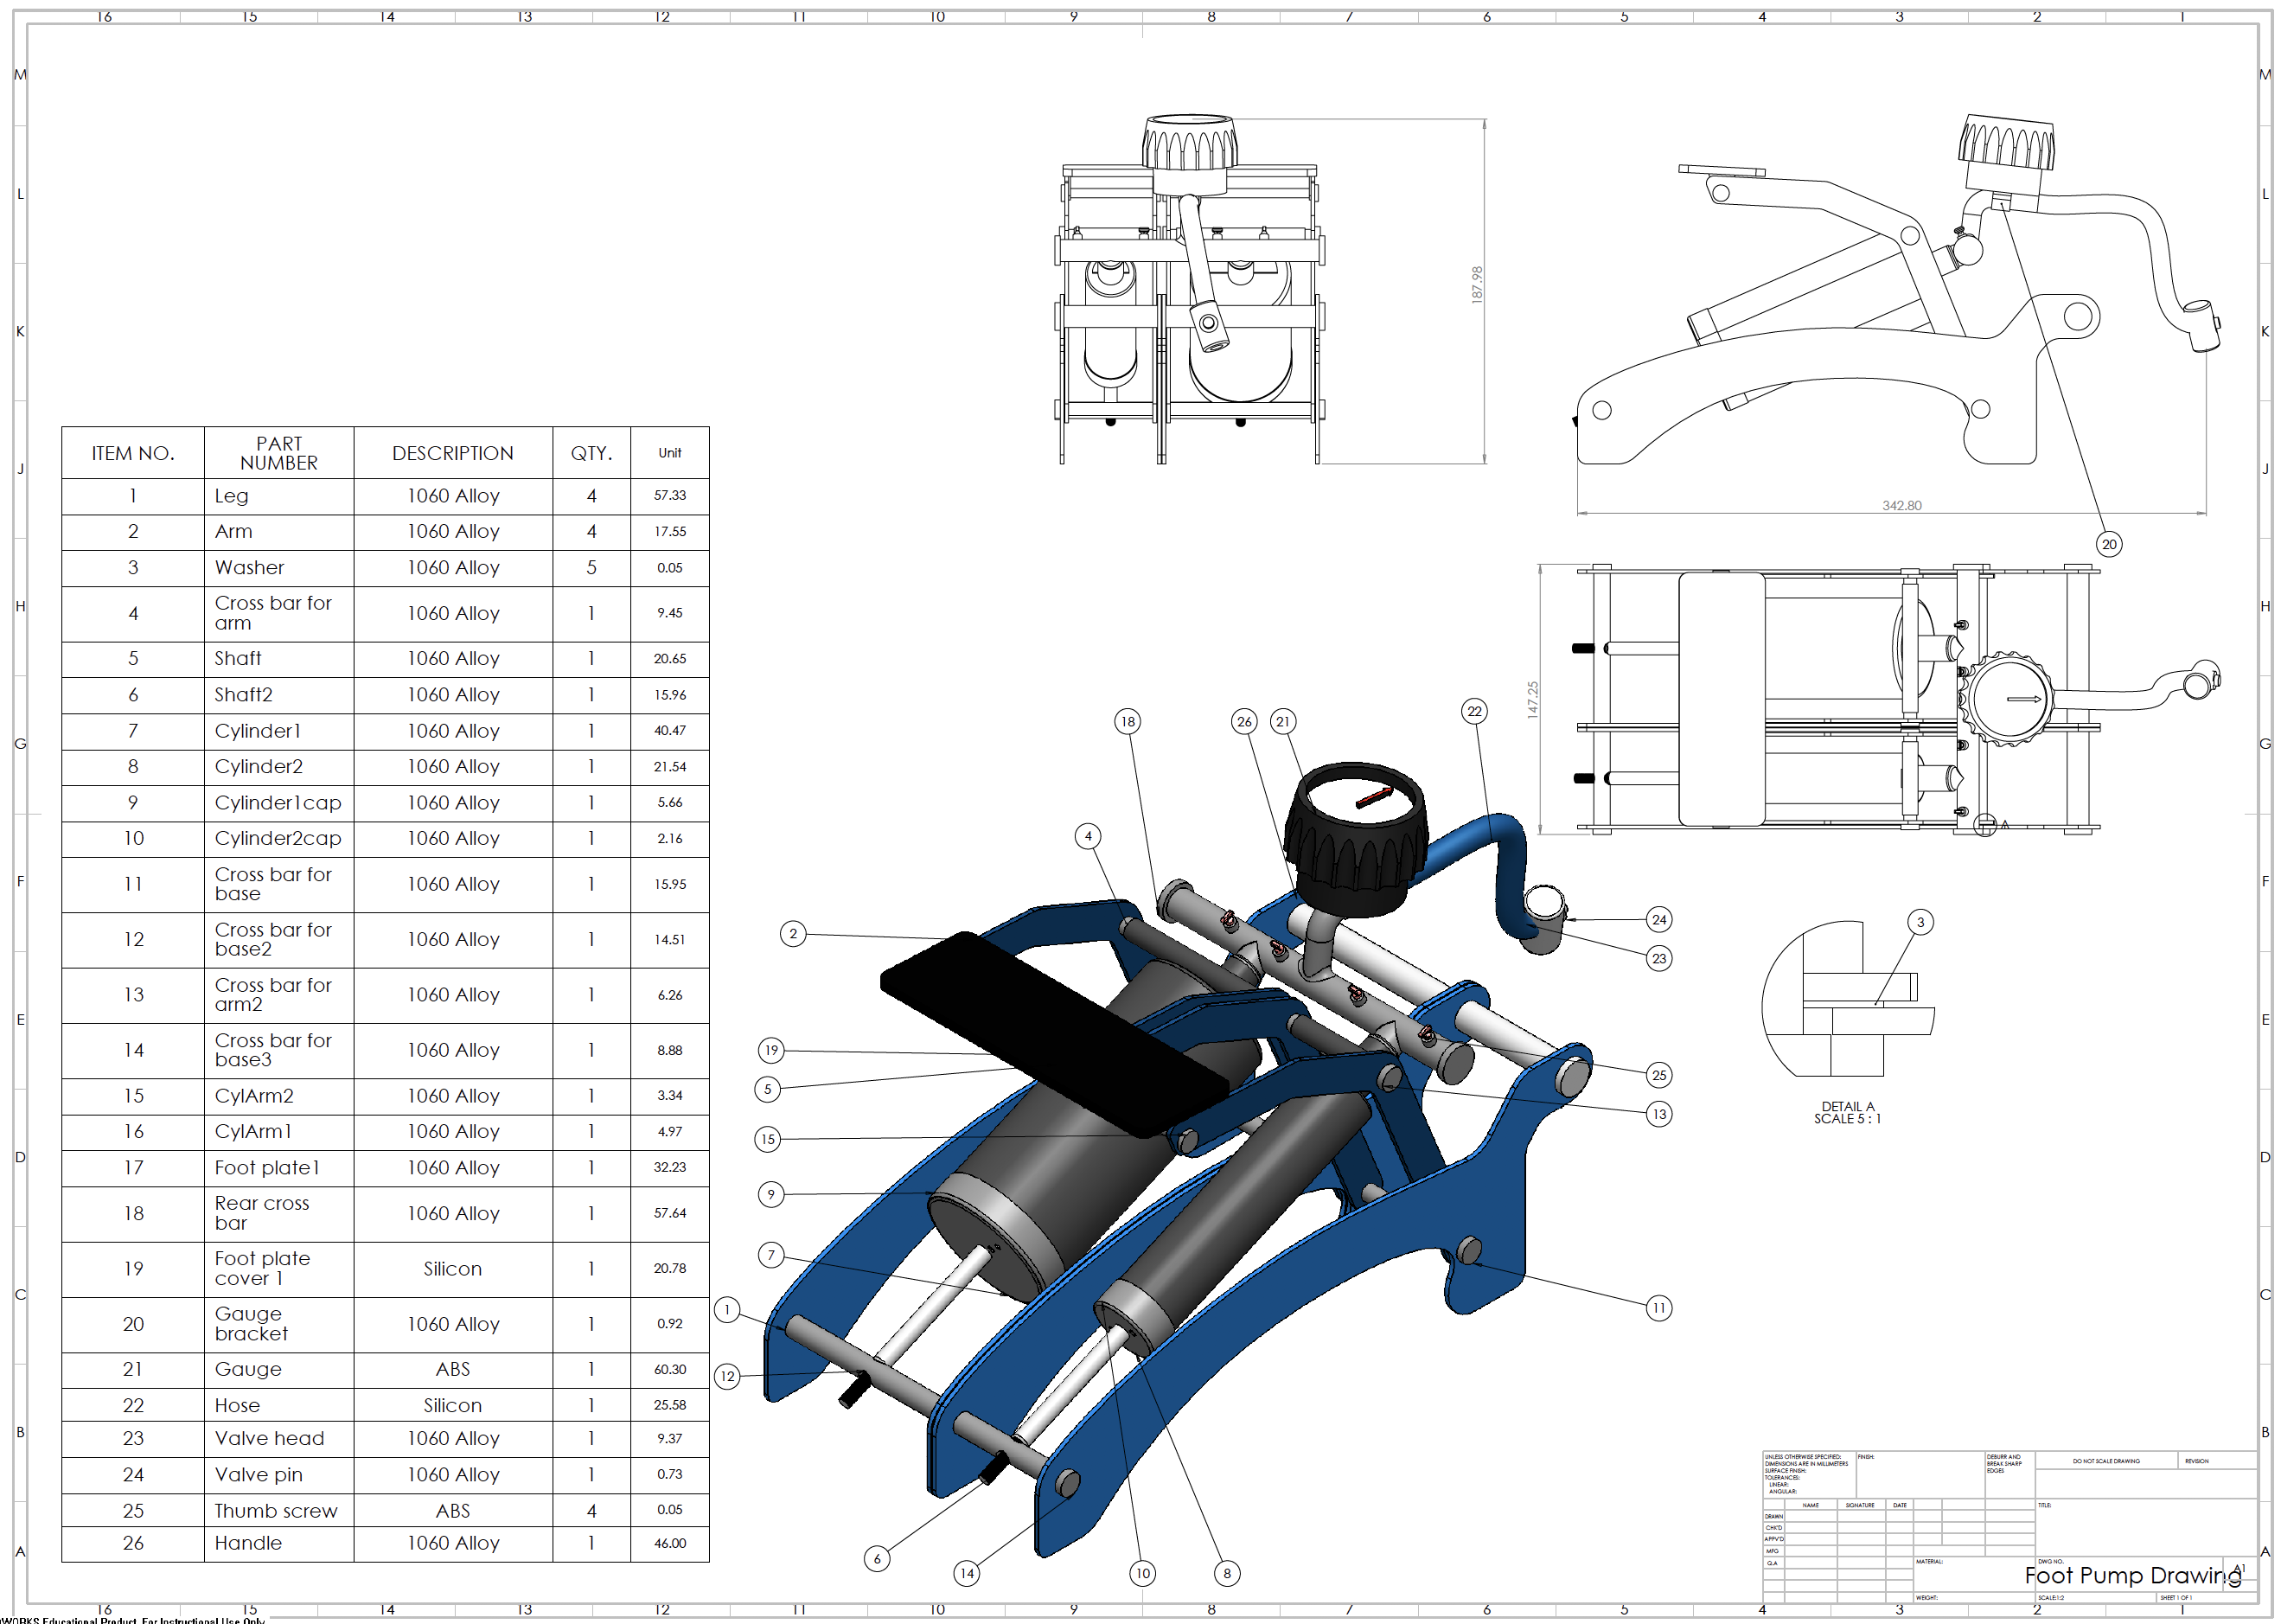 16 15 14 13 12 11 10 9 8 7 6 5 4 3 2 1
M M
L L
K K
J J
H H
G G
F F
E E
D D
C C
B B
A A
187.98
342.80
20
147.25
A
ITEM NO. PART NUMBER DESCRIPTION QTY. Unit
1 Leg 1060 Alloy 4 57.33
2 Arm 1060 Alloy 4 17.55
3 Washer 1060 Alloy 5 0.05
4 Cross bar for arm 1060 Alloy 1 9.45
5 Shaft 1060 Alloy 1 20.65
6 Shaft2 1060 Alloy 1 15.96
7 Cylinder1 1060 Alloy 1 40.47
8 Cylinder2 1060 Alloy 1 21.54
9 Cylinder1cap 1060 Alloy 1 5.66
10 Cylinder2cap 1060 Alloy 1 2.16
11 Cross bar for base 1060 Alloy 1 15.95
12 Cross bar for base2 1060 Alloy 1 14.51
13 Cross bar for arm2 1060 Alloy 1 6.26
14 Cross bar for base3 1060 Alloy 1 8.88
15 CylArm2 1060 Alloy 1 3.34
16 CylArm1 1060 Alloy 1 4.97
17 Foot plate1 1060 Alloy 1 32.23
18 Rear cross bar 1060 Alloy 1 57.64
19 Foot plate cover 1 Silicon 1 20.78
20 Gauge bracket 1060 Alloy 1 0.92
21 Gauge ABS 1 60.30
22 Hose Silicon 1 25.58
23 Valve head 1060 Alloy 1 9.37
24 Valve pin 1060 Alloy 1 0.73
25 Thumb screw ABS 4 0.05
26 Handle 1060 Alloy 1 46.00
18
26
21
22
4
2
24
23
19
5
25
13
15
9
7
1
11
12
6
14
10
8
3
DETAIL A
SCALE 5 : 1
UNLESS OTHERWISE SPECIFIED:
DIMENSIONS ARE IN MILLIMETERS
SURFACE FINISH:
TOLERANCES:
LINEAR:
ANGULAR:
FINISH:
DEBURR AND
BREAK SHARP
EDGES
DO NOT SCALE DRAWING
REVISION
NAME SIGNATURE DATE
TITLE:
DRAWN
CHK'D
APPV'D
MFG
Q.A
MATERIAL:
DWG NO.
Foot Pump Drawing
A1
WEIGHT:
SCALE:1:2
SHEET 1 OF 1
16 15 14 13 12 11 10 9 8 7 6 5 4 3 2 1
WORKS Educational Product. For Instructional Use Only.